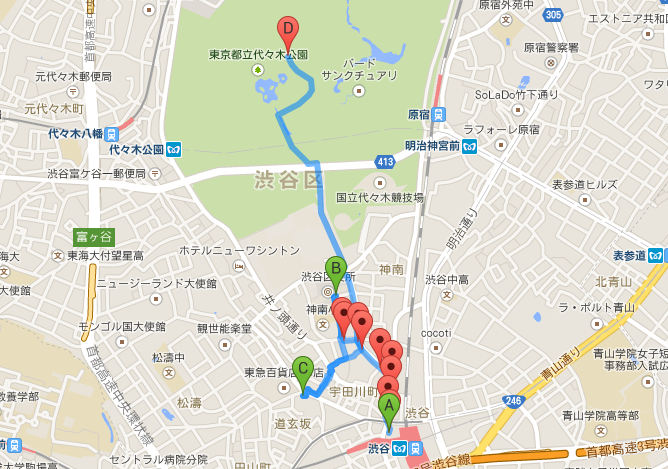 原宿外苑中
305
エストニア共和国
原宿警察署
D
東京都立代々木公園
バード
サンクチュアリ
元代々木町郵便局
元代々木町
SoLaDo竹下通り
ワタリ
原宿
代々木八幡
代々木公園
明治神宮前
ラフォーレ原宿
413
渋谷富ケ谷一郵便局
渋谷区
国立代々木競技場
表参道ヒルズ
明治通り
富ヶ谷
東海大付望星高
ホテルニューワシントン
表参道
B
渋谷区役所
神南
渋谷中高
北青山
ニュージーランド大使館
井ノ頭通り
ラ・ポルト青山
モンゴル国大使館
観世能楽堂
cocoti
首都高速中央環状線
松濤中
青山通り
青山学院女子短
事務部入試広
C
東急百貨店
宇田川町
246
松濤
A
渋谷
青山学院高等部
道玄坂
渋谷
首都高速3号渋
セントラル病院分院
号渋谷線